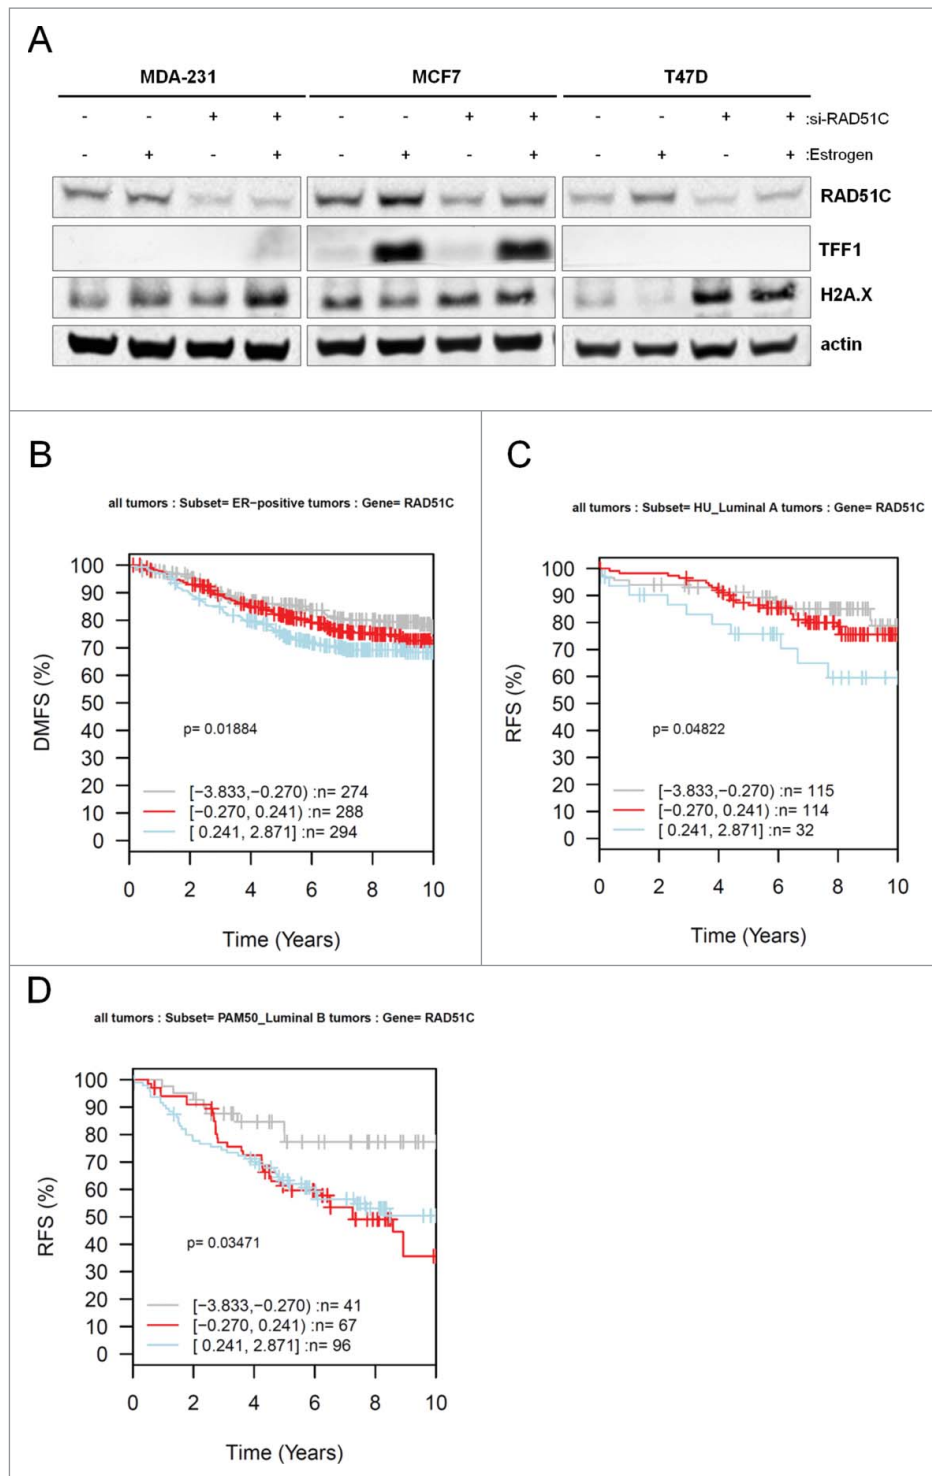 A
MDA-231 MCF7 T47D
- - + + - - + + - - + + :si-RAD51C
- + - + - + - + - + - + :Estrogen
RAD51C
TFF1
H2A.X
actin
B
all tumors : Subset= ER−positive tumors : Gene= RAD51C
100
90
80
70
60
50
40
30
20
10
0
DMFS (%)
p= 0.01884
[−3.833,−0.270) :n= 274
[−0.270, 0.241) :n= 288
[ 0.241, 2.871] :n= 294
0 2 4 6 8 10
Time (Years)
C
all tumors : Subset= HU_Luminal A tumors : Gene= RAD51C
100
90
80
70
60
50
40
30
20
10
0
RFS (%)
p= 0.04822
[−3.833,−0.270) :n= 115
[−0.270, 0.241) :n= 114
[ 0.241, 2.871] :n= 32
0 2 4 6 8 10
Time (Years)
D
all tumors : Subset= PAM50_Luminal B tumors : Gene= RAD51C
100
90
80
70
60
50
40
30
20
10
0
RFS (%)
p= 0.03471
[−3.833,−0.270) :n= 41
[−0.270, 0.241) :n= 67
[ 0.241, 2.871] :n= 96
0 2 4 6 8 10
Time (Years)